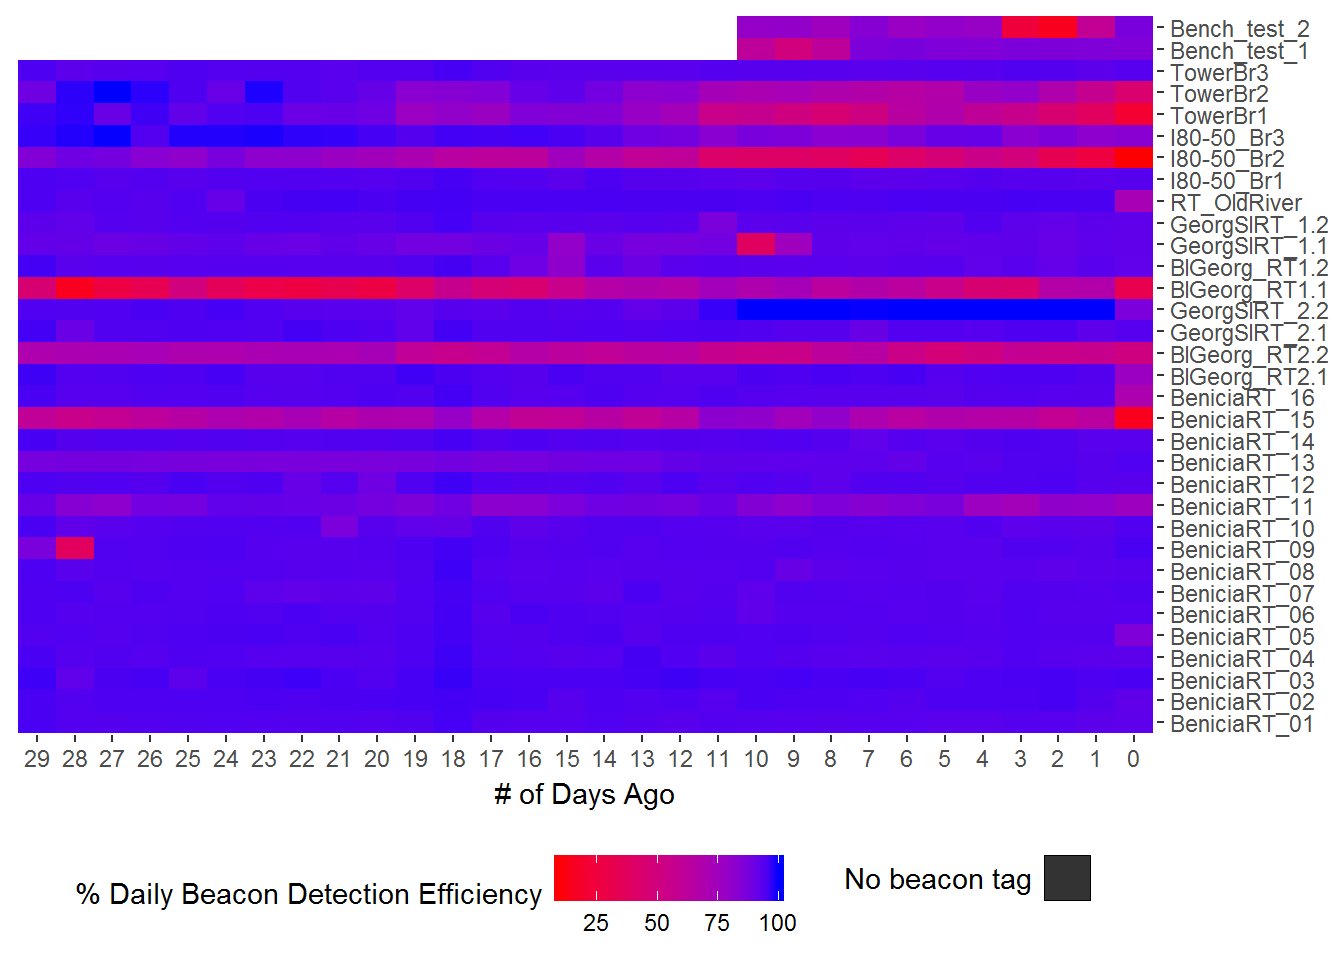 Bench_test_2
Bench_test_1
TowerBr3
TowerBr2
TowerBr1
I80-50_Br3
I80-50_Br2
I80-50_Br1
RT_OldRiver
GeorgSlRT_1.2
GeorgSlRT_1.1
BlGeorg_RT1.2
BlGeorg_RT1.1
GeorgSlRT_2.2
GeorgSlRT_2.1
BlGeorg_RT2.2
BlGeorg_RT2.1
BeniciaRT_16
BeniciaRT_15
BeniciaRT_14
BeniciaRT_13
BeniciaRT_12
BeniciaRT_11
BeniciaRT_10
BeniciaRT_09
BeniciaRT_08
BeniciaRT_07
BeniciaRT_06
BeniciaRT_05
BeniciaRT_04
BeniciaRT_03
BeniciaRT_02
BeniciaRT_01
29 28 27 26 25 24 23 22 21 20 19 18 17 16 15 14 13 12 11 10 9 8 7 6 5 4 3 2 1 0
# of Days Ago
% Daily Beacon Detection Efficiency
25 50 75 100
No beacon tag